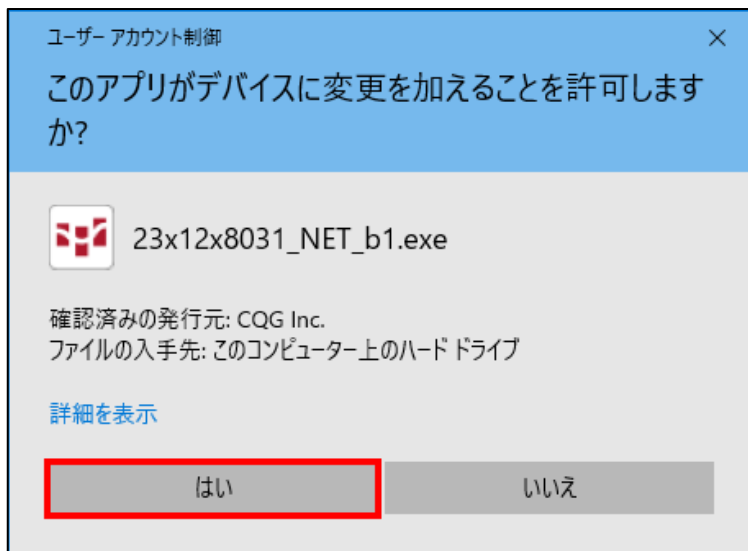 ユーザー アカウント制御
このアプリがデバイスに変更を加えることを許可します
か?
23x12x8031_NET_b1.exe
確認済みの発行元: CQG Inc.
ファイルの入手先: このコンピューター上のハード ドライブ
詳細を表示
はい
いいえ